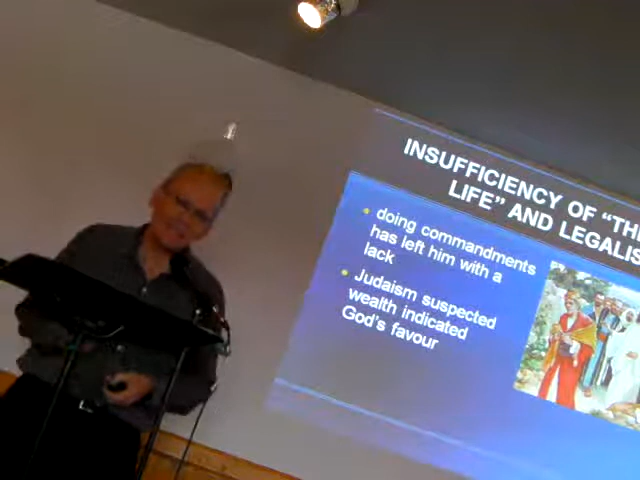 INSUFFICIENCY OF “TH
LIFE” AND LEGALIS
doing commandments
has left him with a
lack
Judaism suspected
wealth indicated
God's favour